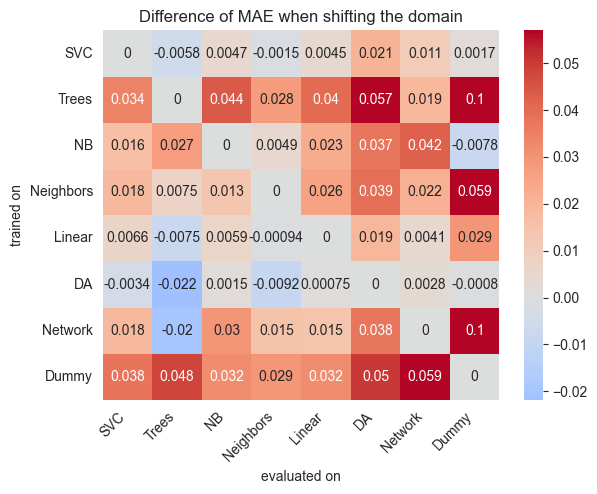 Difference of MAE when shifting the domain
SVC 0 -0.0058 0.0047 -0.0015 0.0045 0.021 0.011 0.0017
Trees 0.034 0 0.044 0.028 0.04 0.057 0.019 0.1
NB 0.016 0.027 0 0.0049 0.023 0.037 0.042 -0.0078
Neighbors 0.018 0.0075 0.013 0 0.026 0.039 0.022 0.059
Linear 0.0066 -0.0075 0.0059 -0.00094 0 0.019 0.0041 0.029
DA -0.0034 -0.022 0.0015 -0.0092 0.00075 0 0.0028 -0.0008
Network 0.018 -0.02 0.03 0.015 0.015 0.038 0 0.1
Dummy 0.038 0.048 0.032 0.029 0.032 0.05 0.059 0
trained on
SVC Trees NB Neighbors Linear DA Network Dummy
evaluated on
0.05
0.04
0.03
0.02
0.01
0.00
−0.01
−0.02